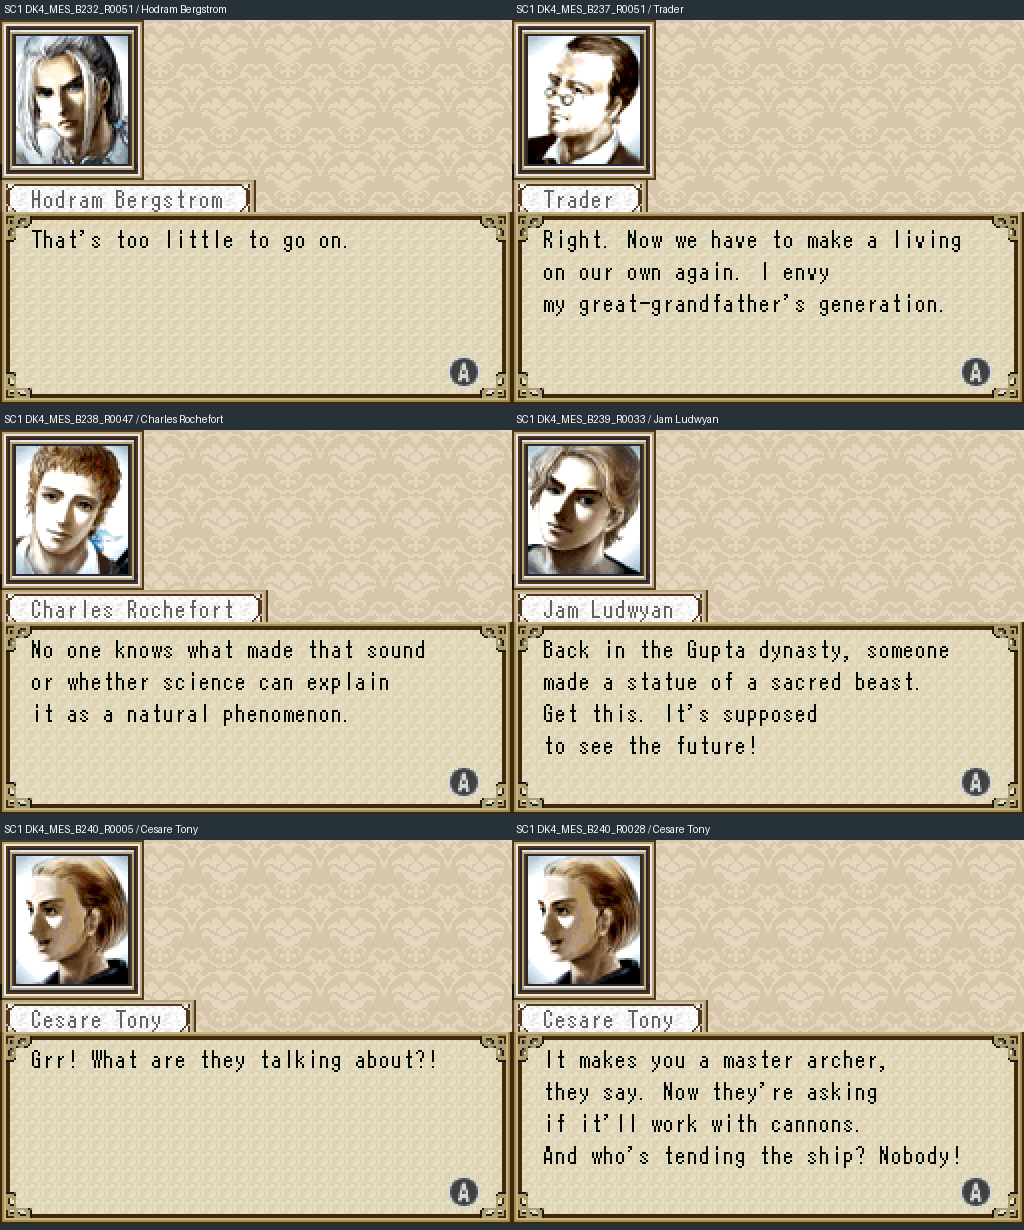 SC1 DK4_MES_B232_R0051 / Hodram Bergstrom
Hodram Bergstrom
That's too little to go on.
A
SC1 DK4_MES_B237_R0051 / Trader
Trader
Right. Now we have to make a living
on our own again. I envy
my great-grandfather's generation.
A
SC1 DK4_MES_B238_R0047 / Charles Rochefort
Charles Rochefort
No one knows what made that sound
or whether science can explain
it as a natural phenomenon.
A
SC1 DK4_MES_B239_R0033 / Jam Ludwyan
Jam Ludwyan
Back in the Gupta dynasty, someone
made a statue of a sacred beast.
Get this. It's supposed
to see the future!
A
SC1 DK4_MES_B240_R0005 / Cesare Tony
Cesare Tony
Grr! What are they talking about?!
A
SC1 DK4_MES_B240_R0028 / Cesare Tony
Cesare Tony
It makes you a master archer,
they say. Now they're asking
if it'll work with cannons.
And who's tending the ship? Nobody!
A